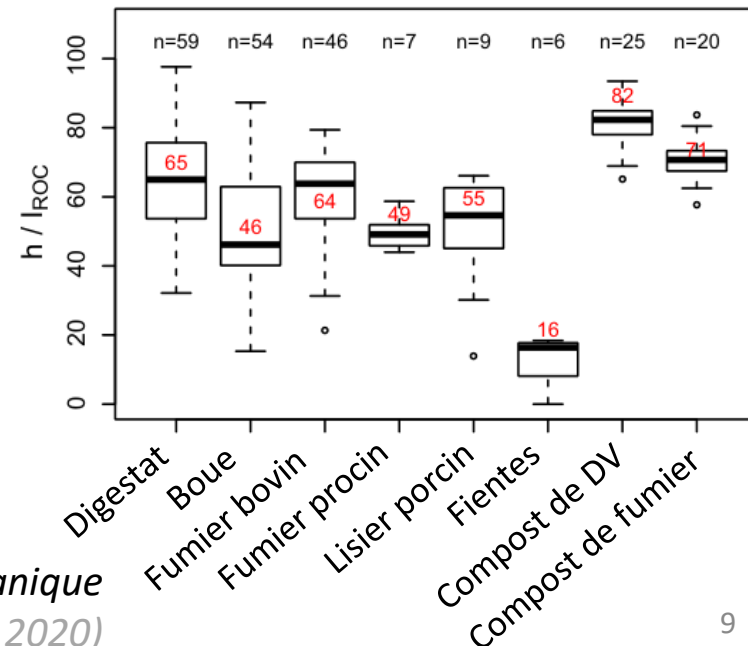 n=59 n=54 n=46 n=7 n=9 n=6 n=25 n=20
100
80
60
40
20
0
h / IROC
65
46
64
49
55
16
82
71
Digestat
Boue
Fumier bovin
Fumier procin
Lisier porcin
Fientes
Compost de DV
Compost de fumier
anique
2020)
9